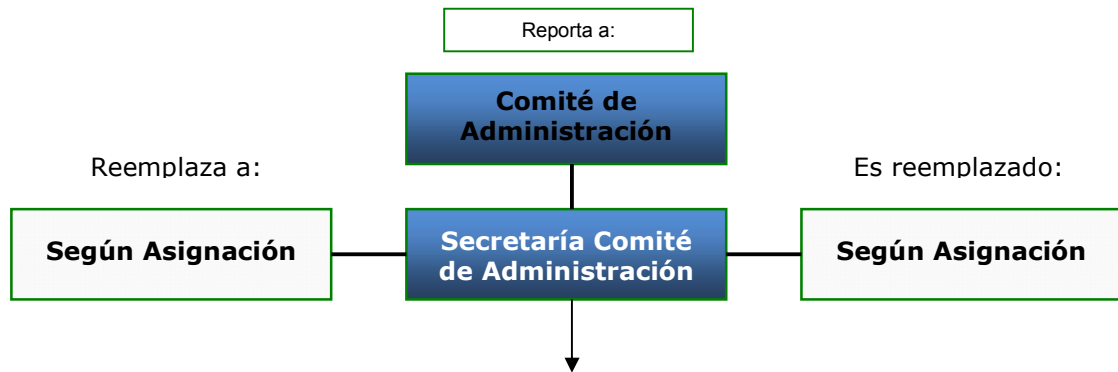 Reporta a:
Comité de
Administración
Reemplaza a:
Es reemplazado:
Según Asignación
Secretaría Comité
de Administración
Según Asignación